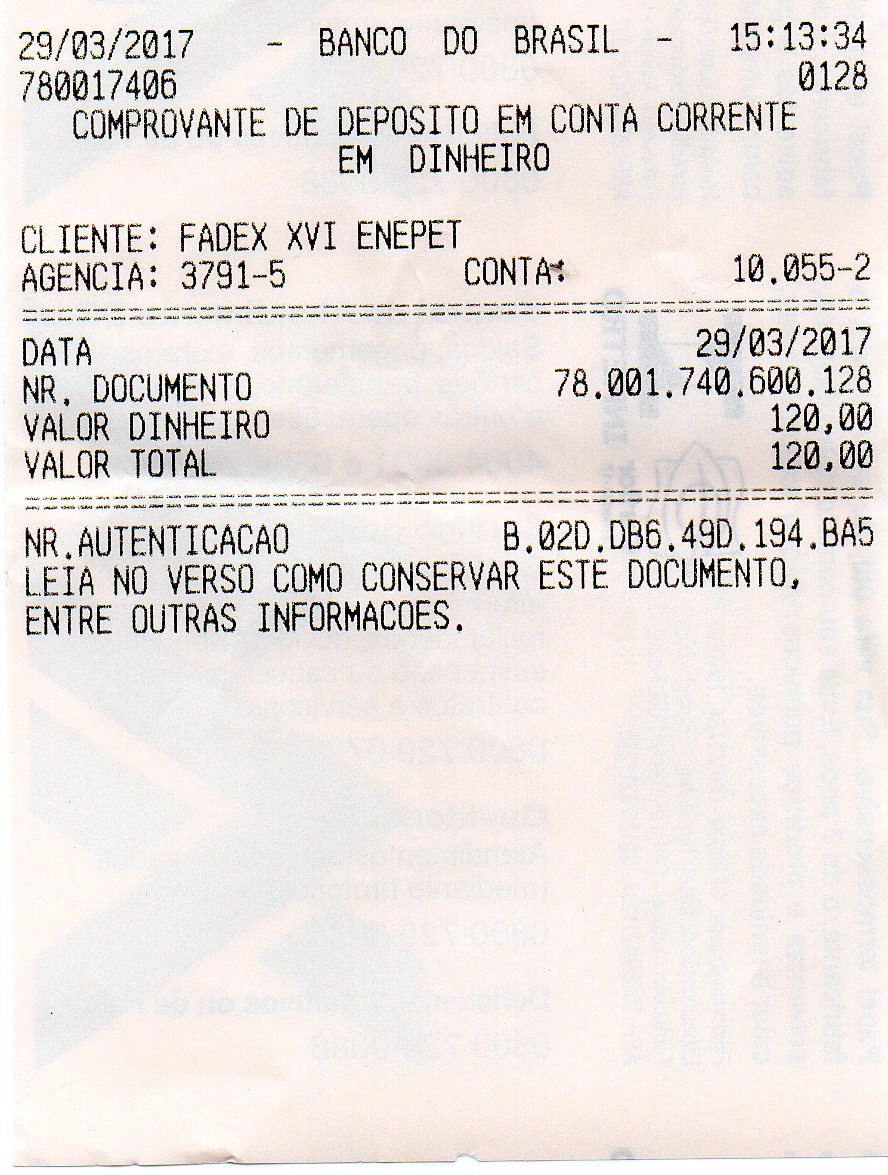 29/03/2017 - BANCO DO BRASIL - 15:13:34
780017406 0128
COMPROVANTE DE DEPOSITO EM CONTA CORRENTE
EM DINHEIRO
CLIENTE: FADEX XVI ENEPET
AGENCIA: 3791-5 CONTA: 10.055-2
DATA 29/03/2017
NR. DOCUMENTO 78.001.740.600.128
VALOR DINHEIRO 120,00
VALOR TOTAL 120,00
NR.AUTENTICACAO B.02D.DB6.49D.194.BA5
LEIA NO VERSO COMO CONSERVAR ESTE DOCUMENTO,
ENTRE OUTRAS INFORMACOES.